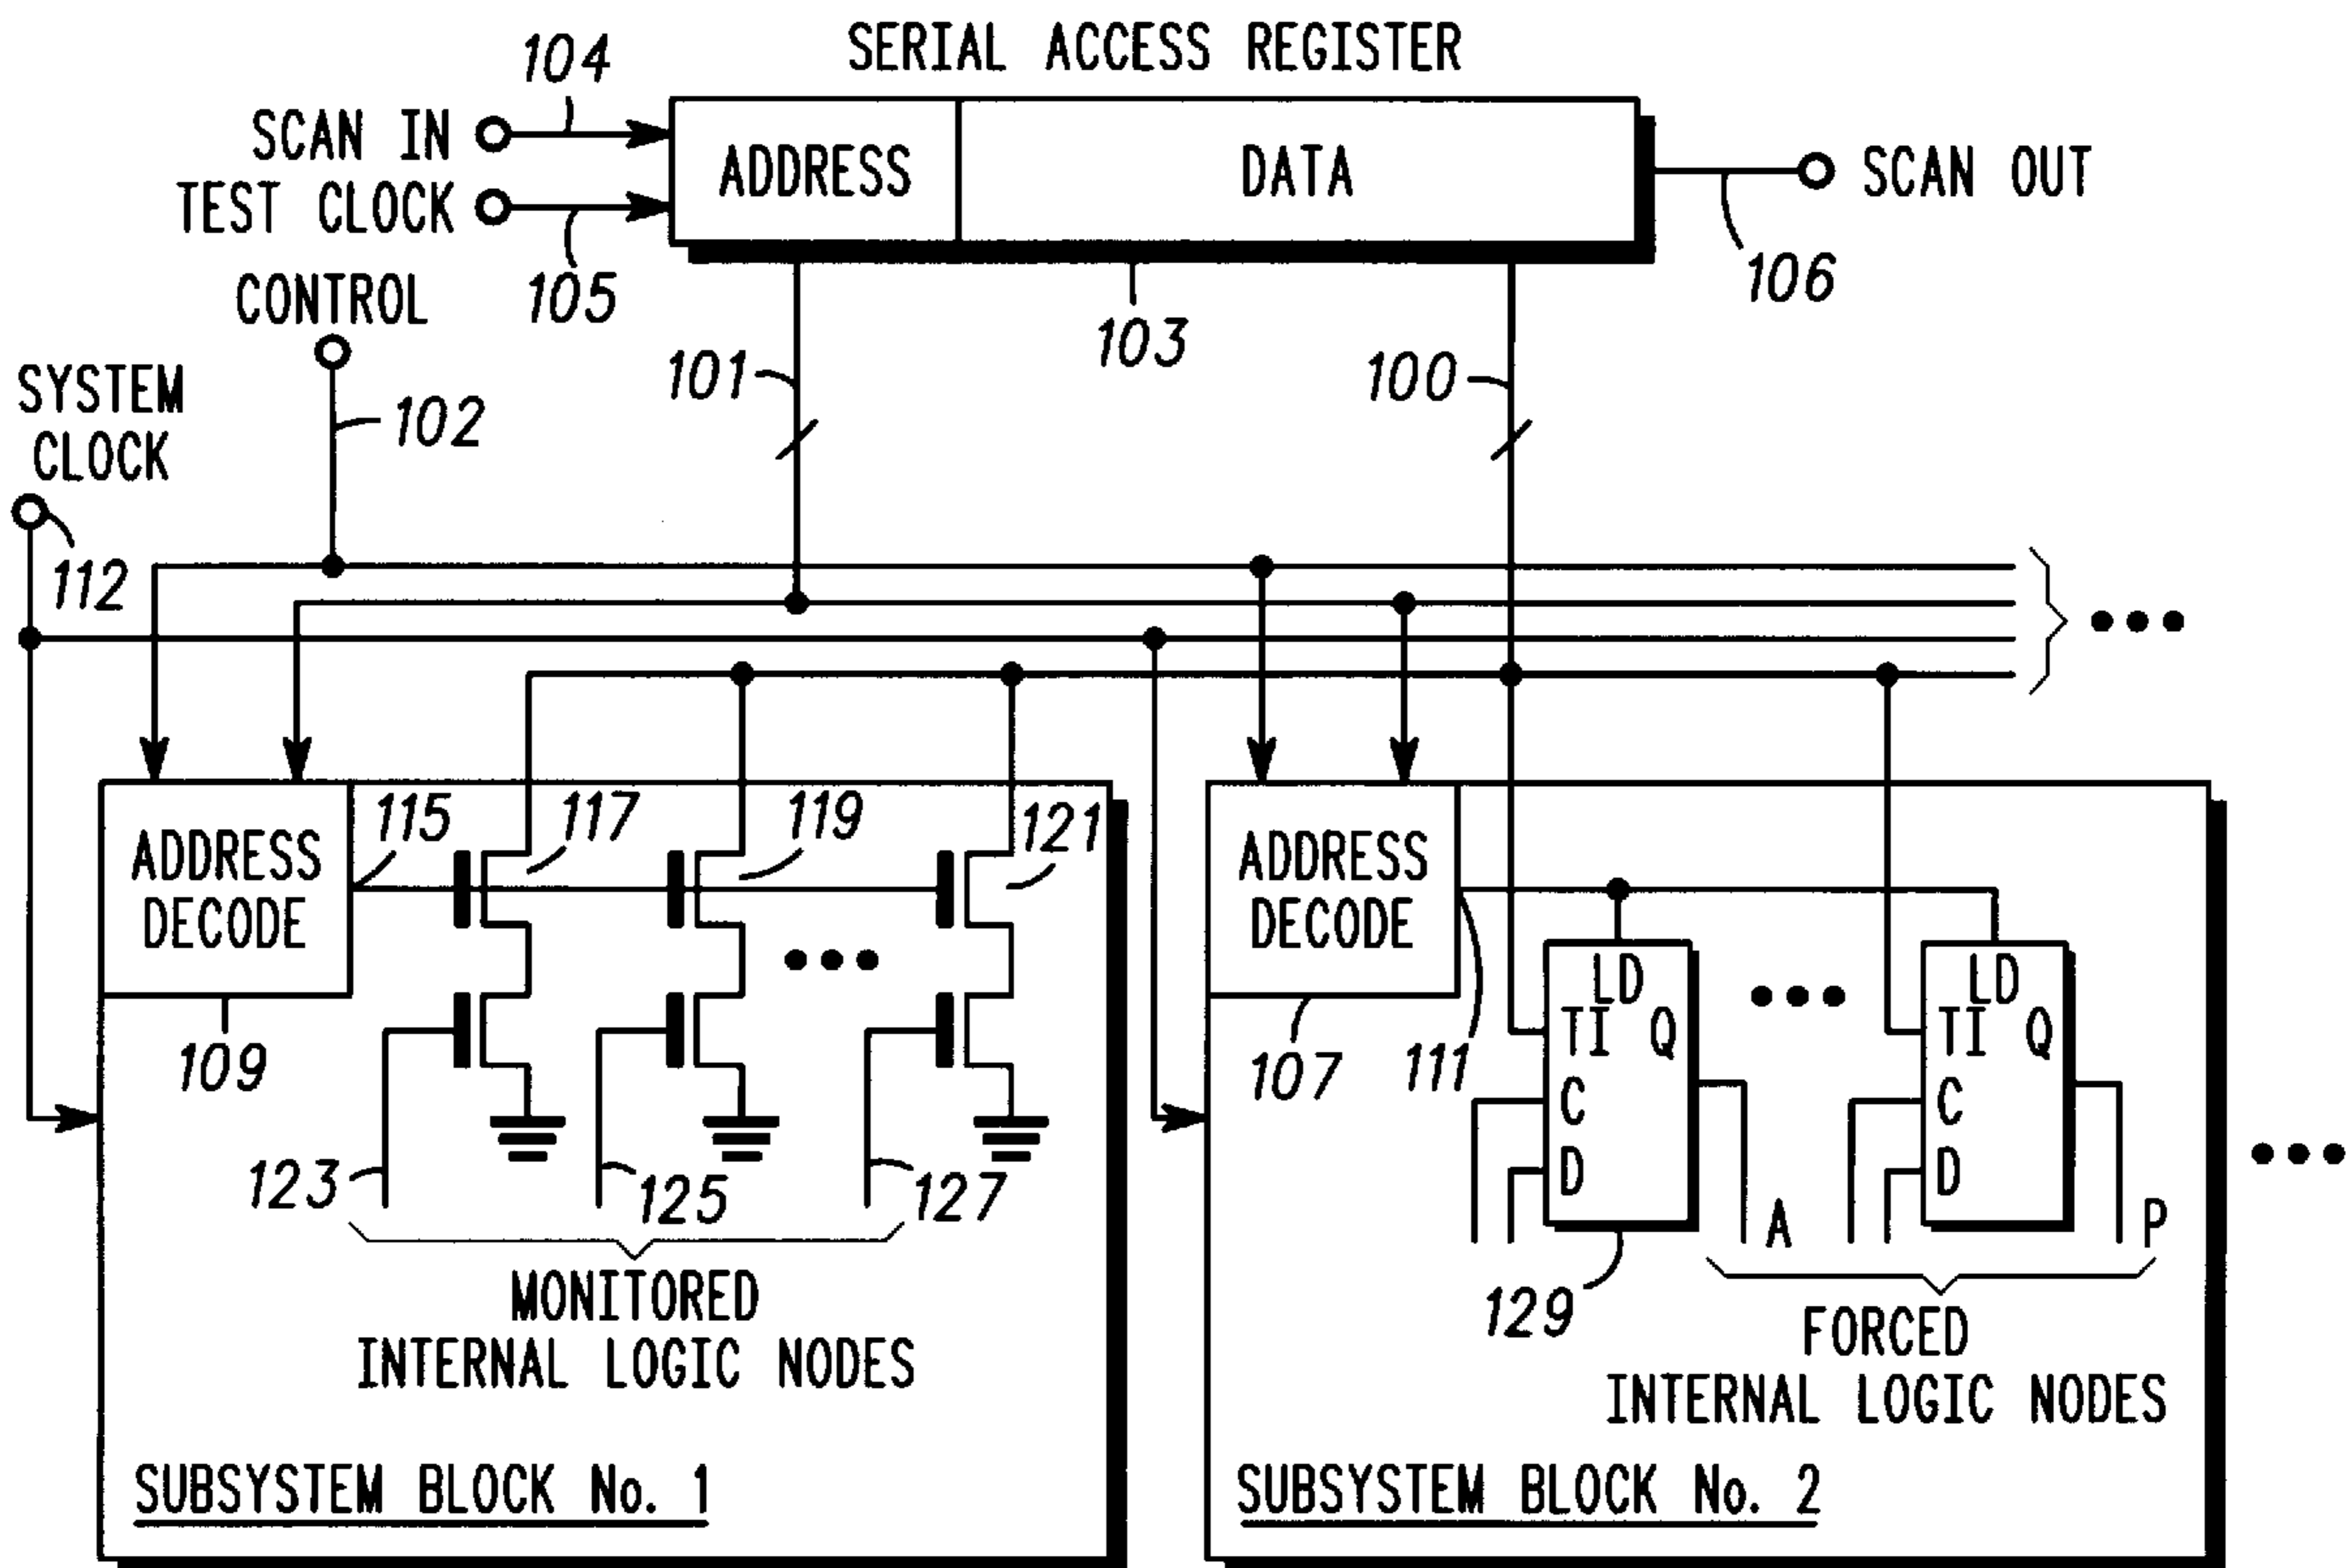 SERIAL ACCESS REGISTER
104
SCAN IN
TEST CLOCK
ADDRESS
DATA
SCAN OUT
105
106
CONTROL
103
101
100
SYSTEM
CLOCK
102
112
115
117
119
121
ADDRESS
DECODE
109
ADDRESS
DECODE
107
111
LD
TI Q
C
D
LD
TI Q
C
D
123
125
127
A
P
129
MONITORED
INTERNAL LOGIC NODES
FORCED
INTERNAL LOGIC NODES
SUBSYSTEM BLOCK No. 1
SUBSYSTEM BLOCK No. 2